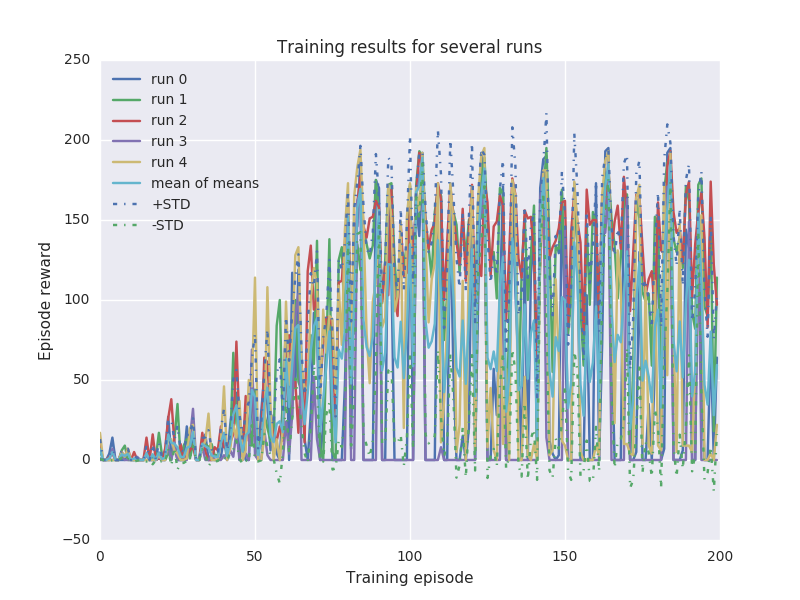 Training results for several runs
250
200
150
100
50
0
−50
run 0
run 1
run 2
run 3
run 4
mean of means
+STD
-STD
Episode reward
0
50
100
150
200
Training episode